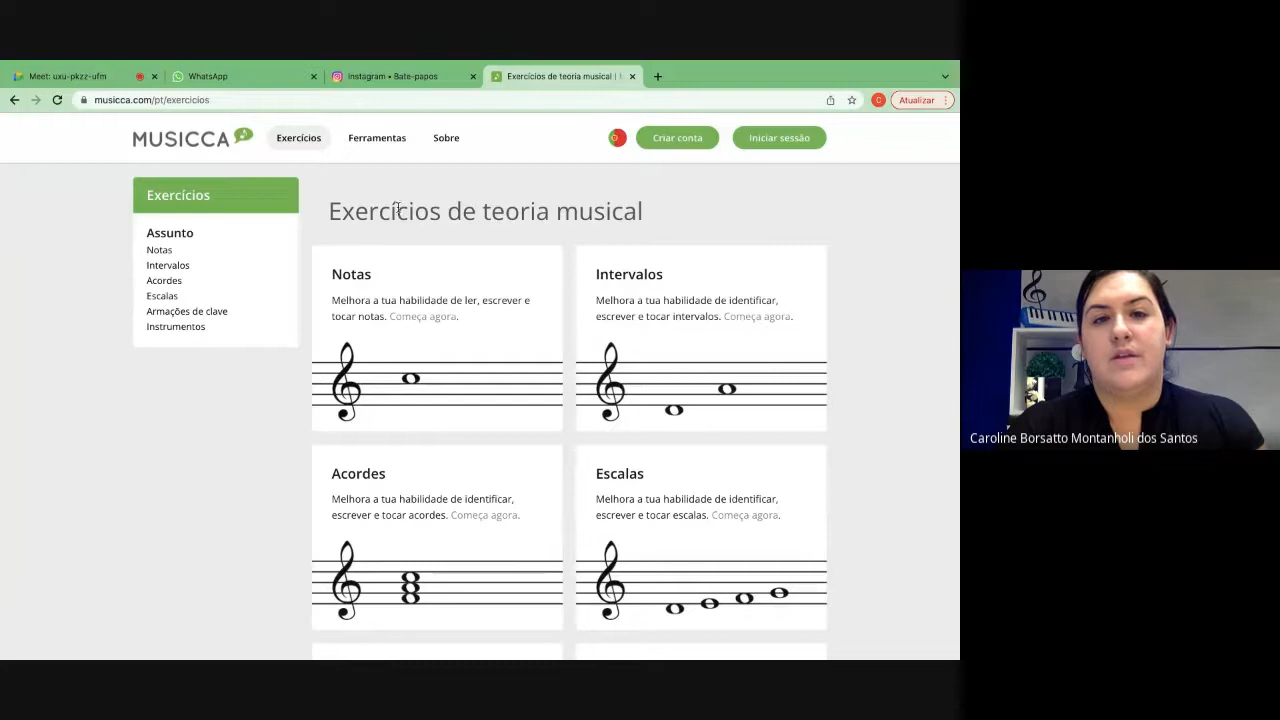 Meet: uxu-pkzz-ufm
WhatsApp
Instagram • Bate-papos
Exercícios de teoria musical |
musicca.com/pt/exercicios
C
Atualizar
MUSICCA
Exercícios
Ferramentas
Sobre
Criar conta
Iniciar sessão
Exercícios
Assunto
Notas
Intervalos
Acordes
Escalas
Armações de clave
Instrumentos
Exercícios de teoria musical
Notas
Melhora a tua habilidade de ler, escrever e
tocar notas. Começa agora.
Intervalos
Melhora a tua habilidade de identificar,
escrever e tocar intervalos. Começa agora.
Acordes
Melhora a tua habilidade de identificar,
escrever e tocar acordes. Começa agora.
Escalas
Melhora a tua habilidade de identificar,
escrever e tocar escalas. Começa agora.
Caroline Borsatto Montanholi dos Santos